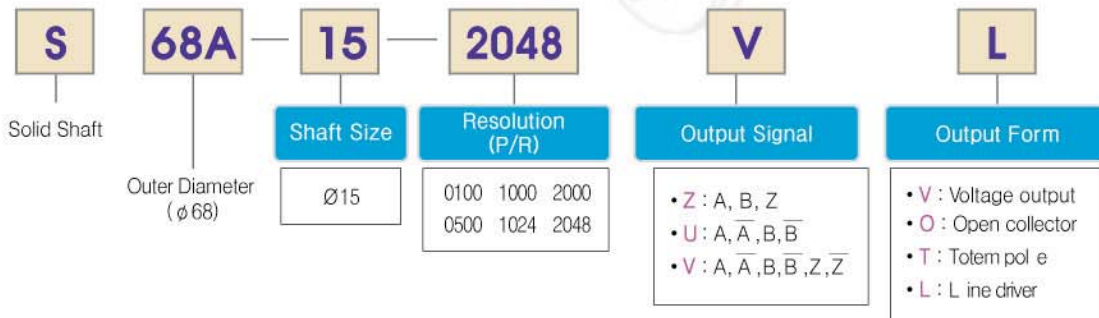 S 68A 15 2048 V L
Solid Shaft
Outer Diameter
(φ68)
Shaft Size
Ø15
Resolution
(P/R)
0100 1000 2000
0500 1024 2048
Output Signal
• Z : A, B, Z
• U : A, A̅ ,B, B̅
• V : A, A̅ ,B, B̅ ,Z, Z̅
Output Form
• V : Voltage output
• O : Open collector
• T : Totem pol e
• L : L ine driver